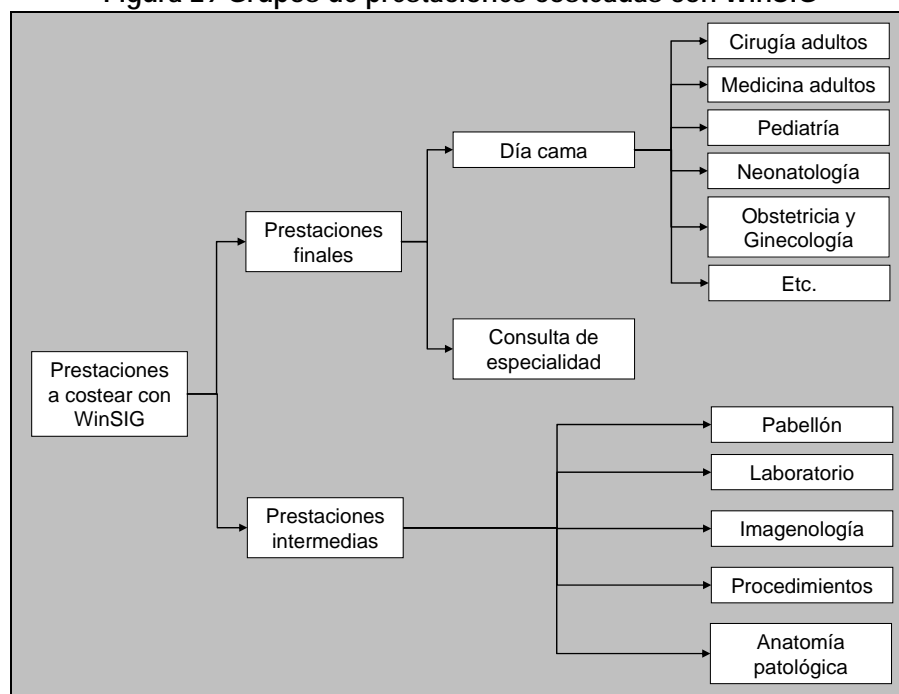 Figura 27 Grupos de prestaciones costeadas con WinSIG
Cirugía adultos
Medicina adultos
Pediatría
Neonatología
Obstetricia y
Ginecología
Etc.
Día cama
Prestaciones
finales
Consulta de
especialidad
Prestaciones
a costear con
WinSIG
Pabellón
Laboratorio
Imagenología
Procedimientos
Anatomía
patológica
Prestaciones
intermedias